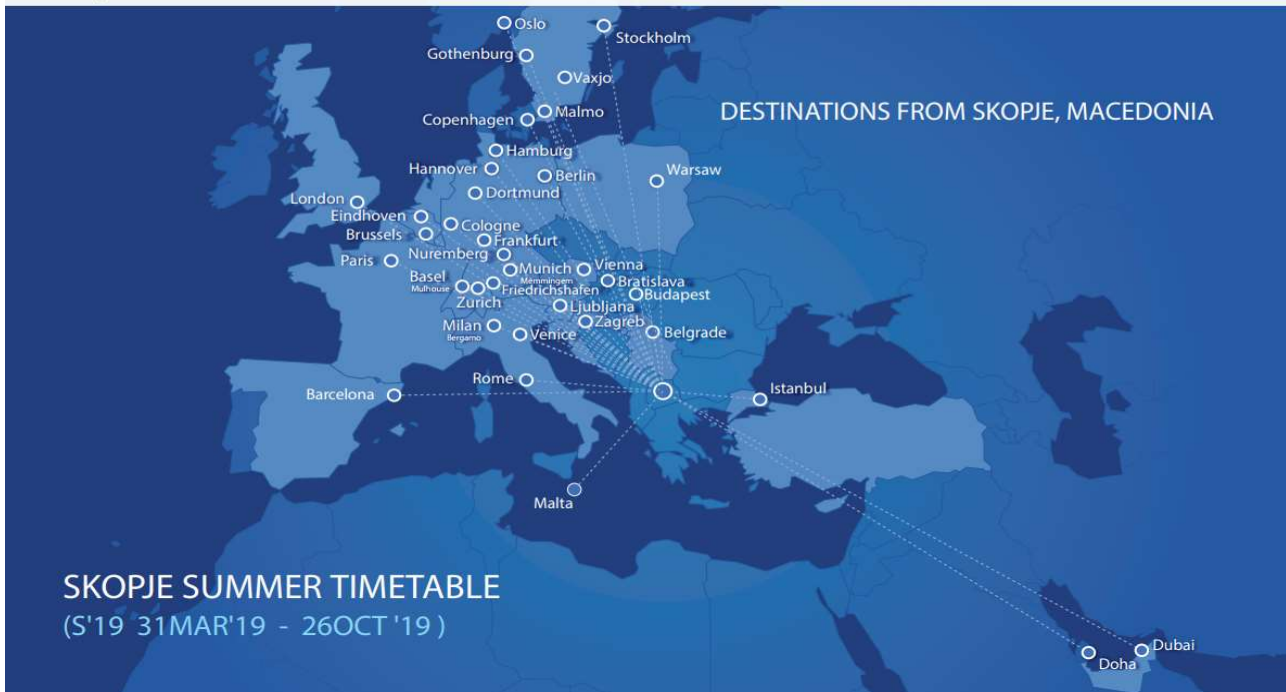 Oslo
Stockholm
Gothenburg
Vaxjo
Malmo
Copenhagen
DESTINATIONS FROM SKOPJE, MACEDONIA
Hamburg
Hannover
Berlin
Warsaw
Dortmund
London
Eindhoven
Cologne
Brussels
Frankfurt
Nuremberg
Paris
Munich
Memmingem
Vienna
Basel
Mulhouse
Bratislava
Friedrichshafen
Budapest
Zurich
Ljubljana
Milan
Bergamo
Zagreb
Venice
Belgrade
Rome
Istanbul
Barcelona
Malta
SKOPJE SUMMER TIMETABLE
(S'19 31MAR'19 - 26OCT '19 )
Dubai
Doha